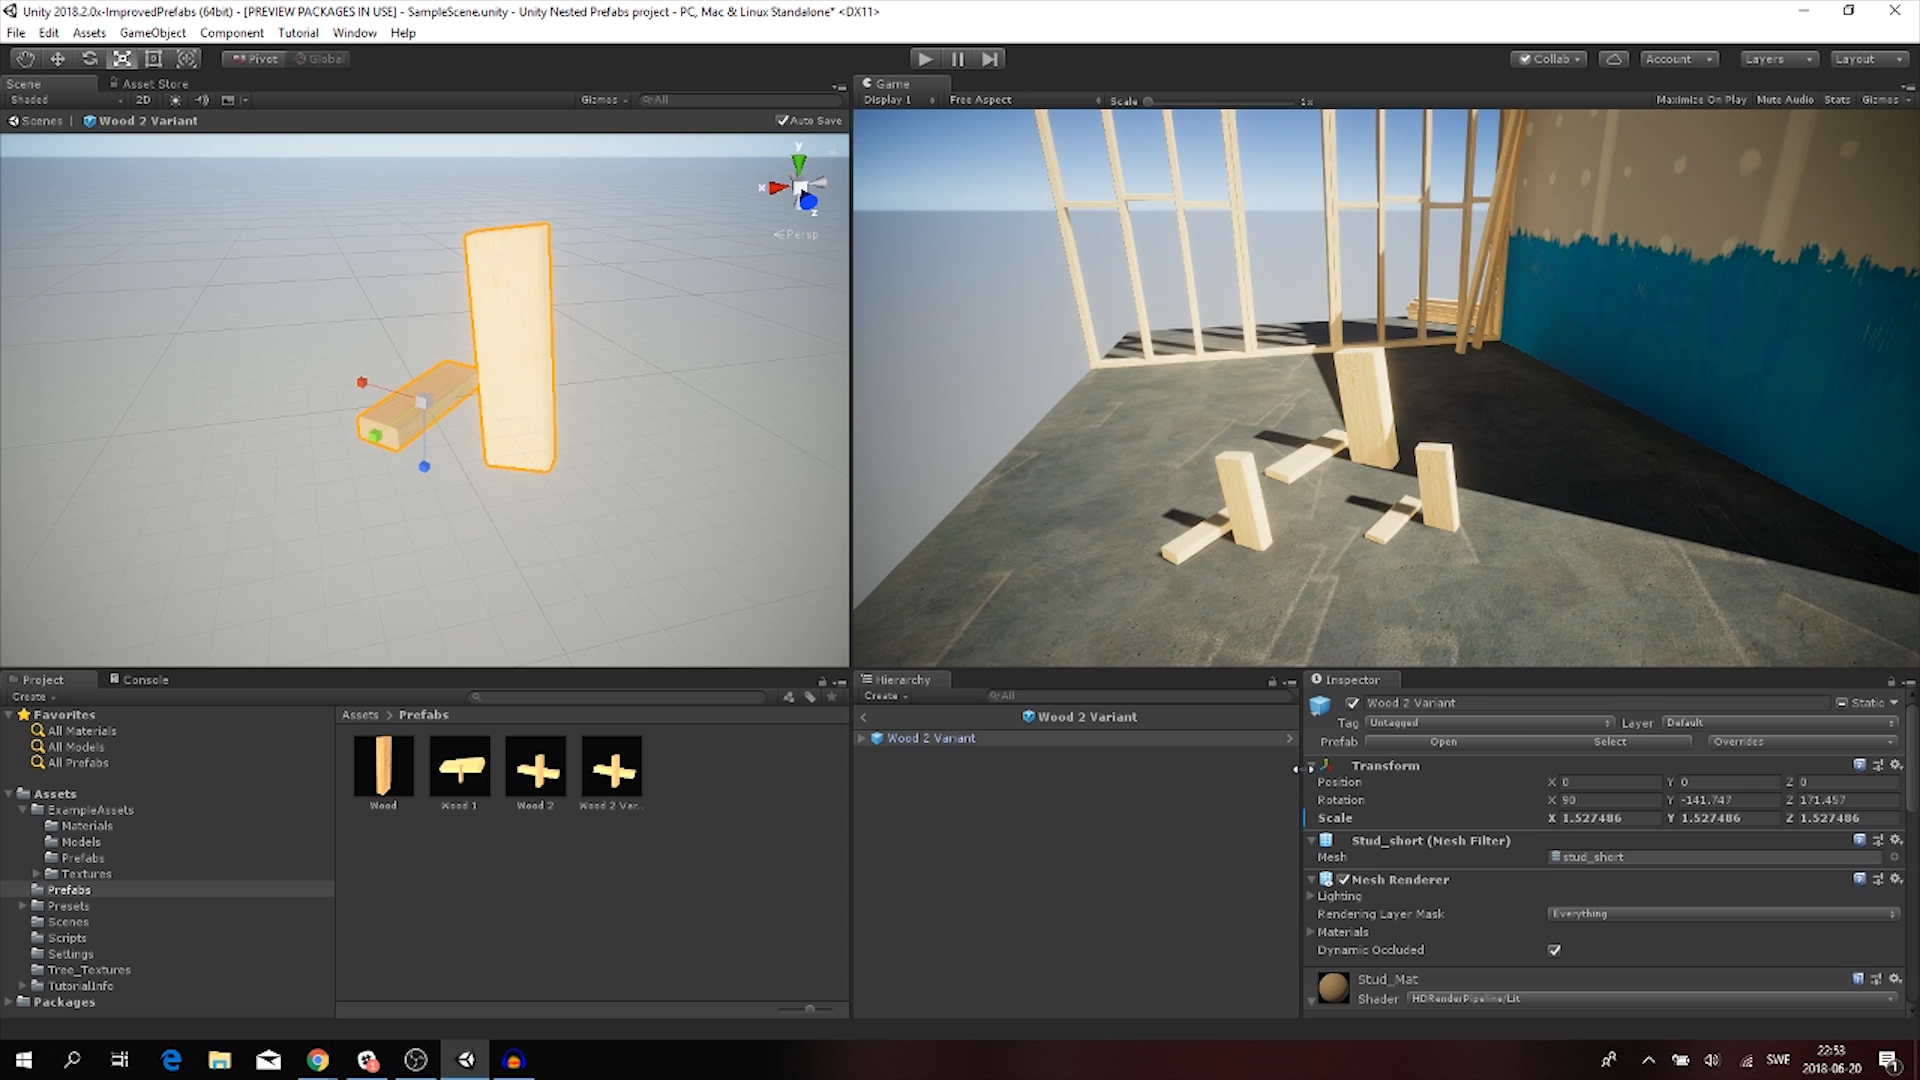 Unity 2018.2.0x-ImprovedPrefabs (64bit) - [PREVIEW PACKAGES IN USE] - SampleScene.unity - Unity Nested Prefabs project - PC, Mac & Linux Standalone* <DX11>
File Edit Assets GameObject Component Tutorial Window Help
Pivot Global Collab Account Layers Layout
Scene Asset Store
Shaded 2D Gizmos All
Scenes | Wood 2 Variant Auto Save
y
x
z
Persp
Game
Display 1 Free Aspect Scale 1x Maximize On Play Mute Audio Stats Gizmos
Project Console
Create
Favorites
All Materials
All Models
All Prefabs
Assets
ExampleAssets
Materials
Models
Prefabs
Textures
Prefabs
Presets
Scenes
Scripts
Settings
Tree_Textures
TutorialInfo
Packages
Assets > Prefabs
Wood Wood 1 Wood 2 Wood 2 Var...
Hierarchy
Create All
Wood 2 Variant
Wood 2 Variant
Inspector
Wood 2 Variant Static
Tag Untagged Layer Default
Prefab Open Select Overrides
Transform
Position X 0 Y 0 Z 0
Rotation X 90 Y -141.747 Z 171.457
Scale X 1.527486 Y 1.527486 Z 1.527486
Stud_short (Mesh Filter)
Mesh stud_short
Mesh Renderer
Lighting
Rendering Layer Mask Everything
Materials
Dynamic Occluded
Stud_Mat
Shader HDRenderPipeline/Lit
SWE 22:53
2018-06-20